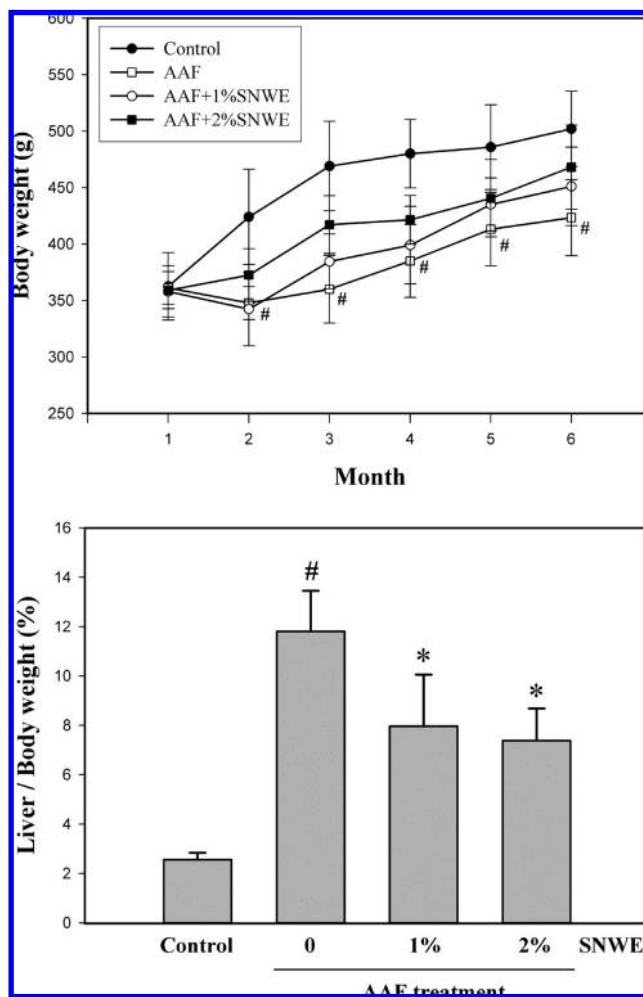 600
550
500
450
400
350
300
250
Body weight (g)
Control
AAF
AAF+1%SNWE
AAF+2%SNWE
# # # # #
1 2 3 4 5 6
Month
16
14
12
10
8
6
4
2
0
Liver / Body weight (%)
#
*
*
Control 0 1% 2% SNWE
AAF treatment